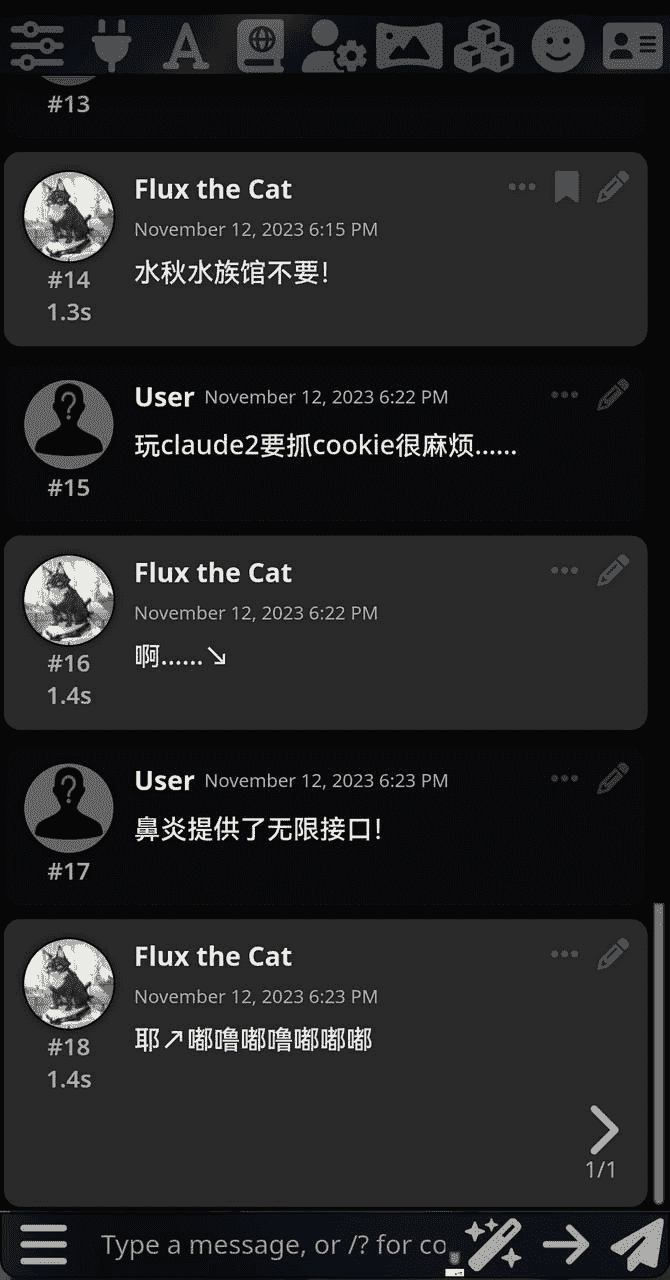 #13
Flux the Cat
November 12, 2023 6:15 PM
#14
水秋水族馆不要！
1.3s
User November 12, 2023 6:22 PM
玩claude2要抓cookie很麻烦……
#15
Flux the Cat
November 12, 2023 6:22 PM
啊……↘
#16
1.4s
User November 12, 2023 6:23 PM
鼻炎提供了无限接口！
#17
Flux the Cat
November 12, 2023 6:23 PM
耶↗嘟噜嘟噜嘟嘟嘟
#18
1.4s
1/1
Type a message, or /? for co